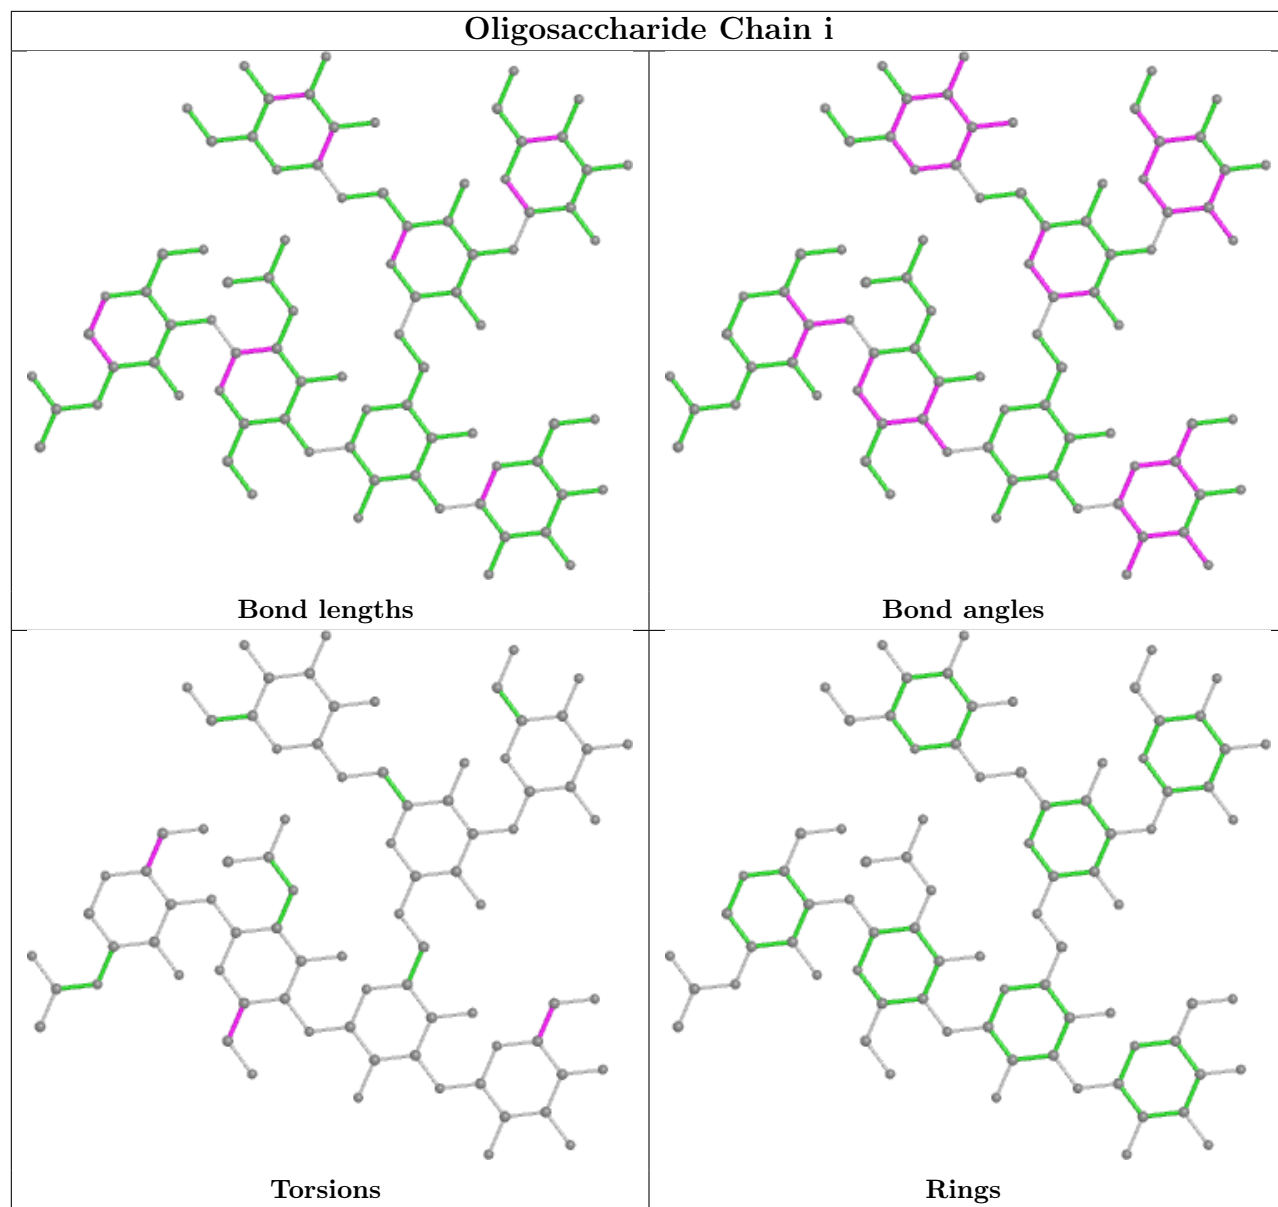 Oligosaccharide Chain i
Bond lengths
Bond angles
Torsions
Rings